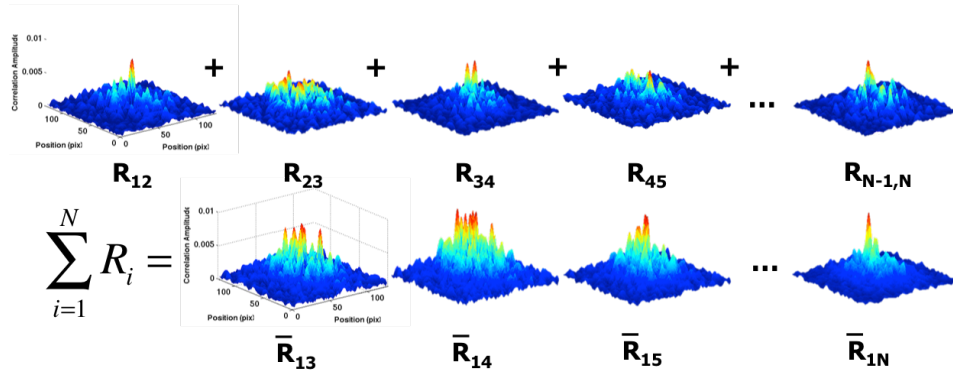 0.01
0.005
0
Correlation Amplitude
100
50
0
0
50
100
Position (pix)
Position (pix)
+ + + + ...
R12 R23 R34 R45 RN-1,N
N
∑ Ri =
i=1
0.01
0.005
0
Correlation Amplitude
100
50
0
0
50
100
Position (pix)
Position (pix)
...
R̅13 R̅14 R̅15 R̅1N